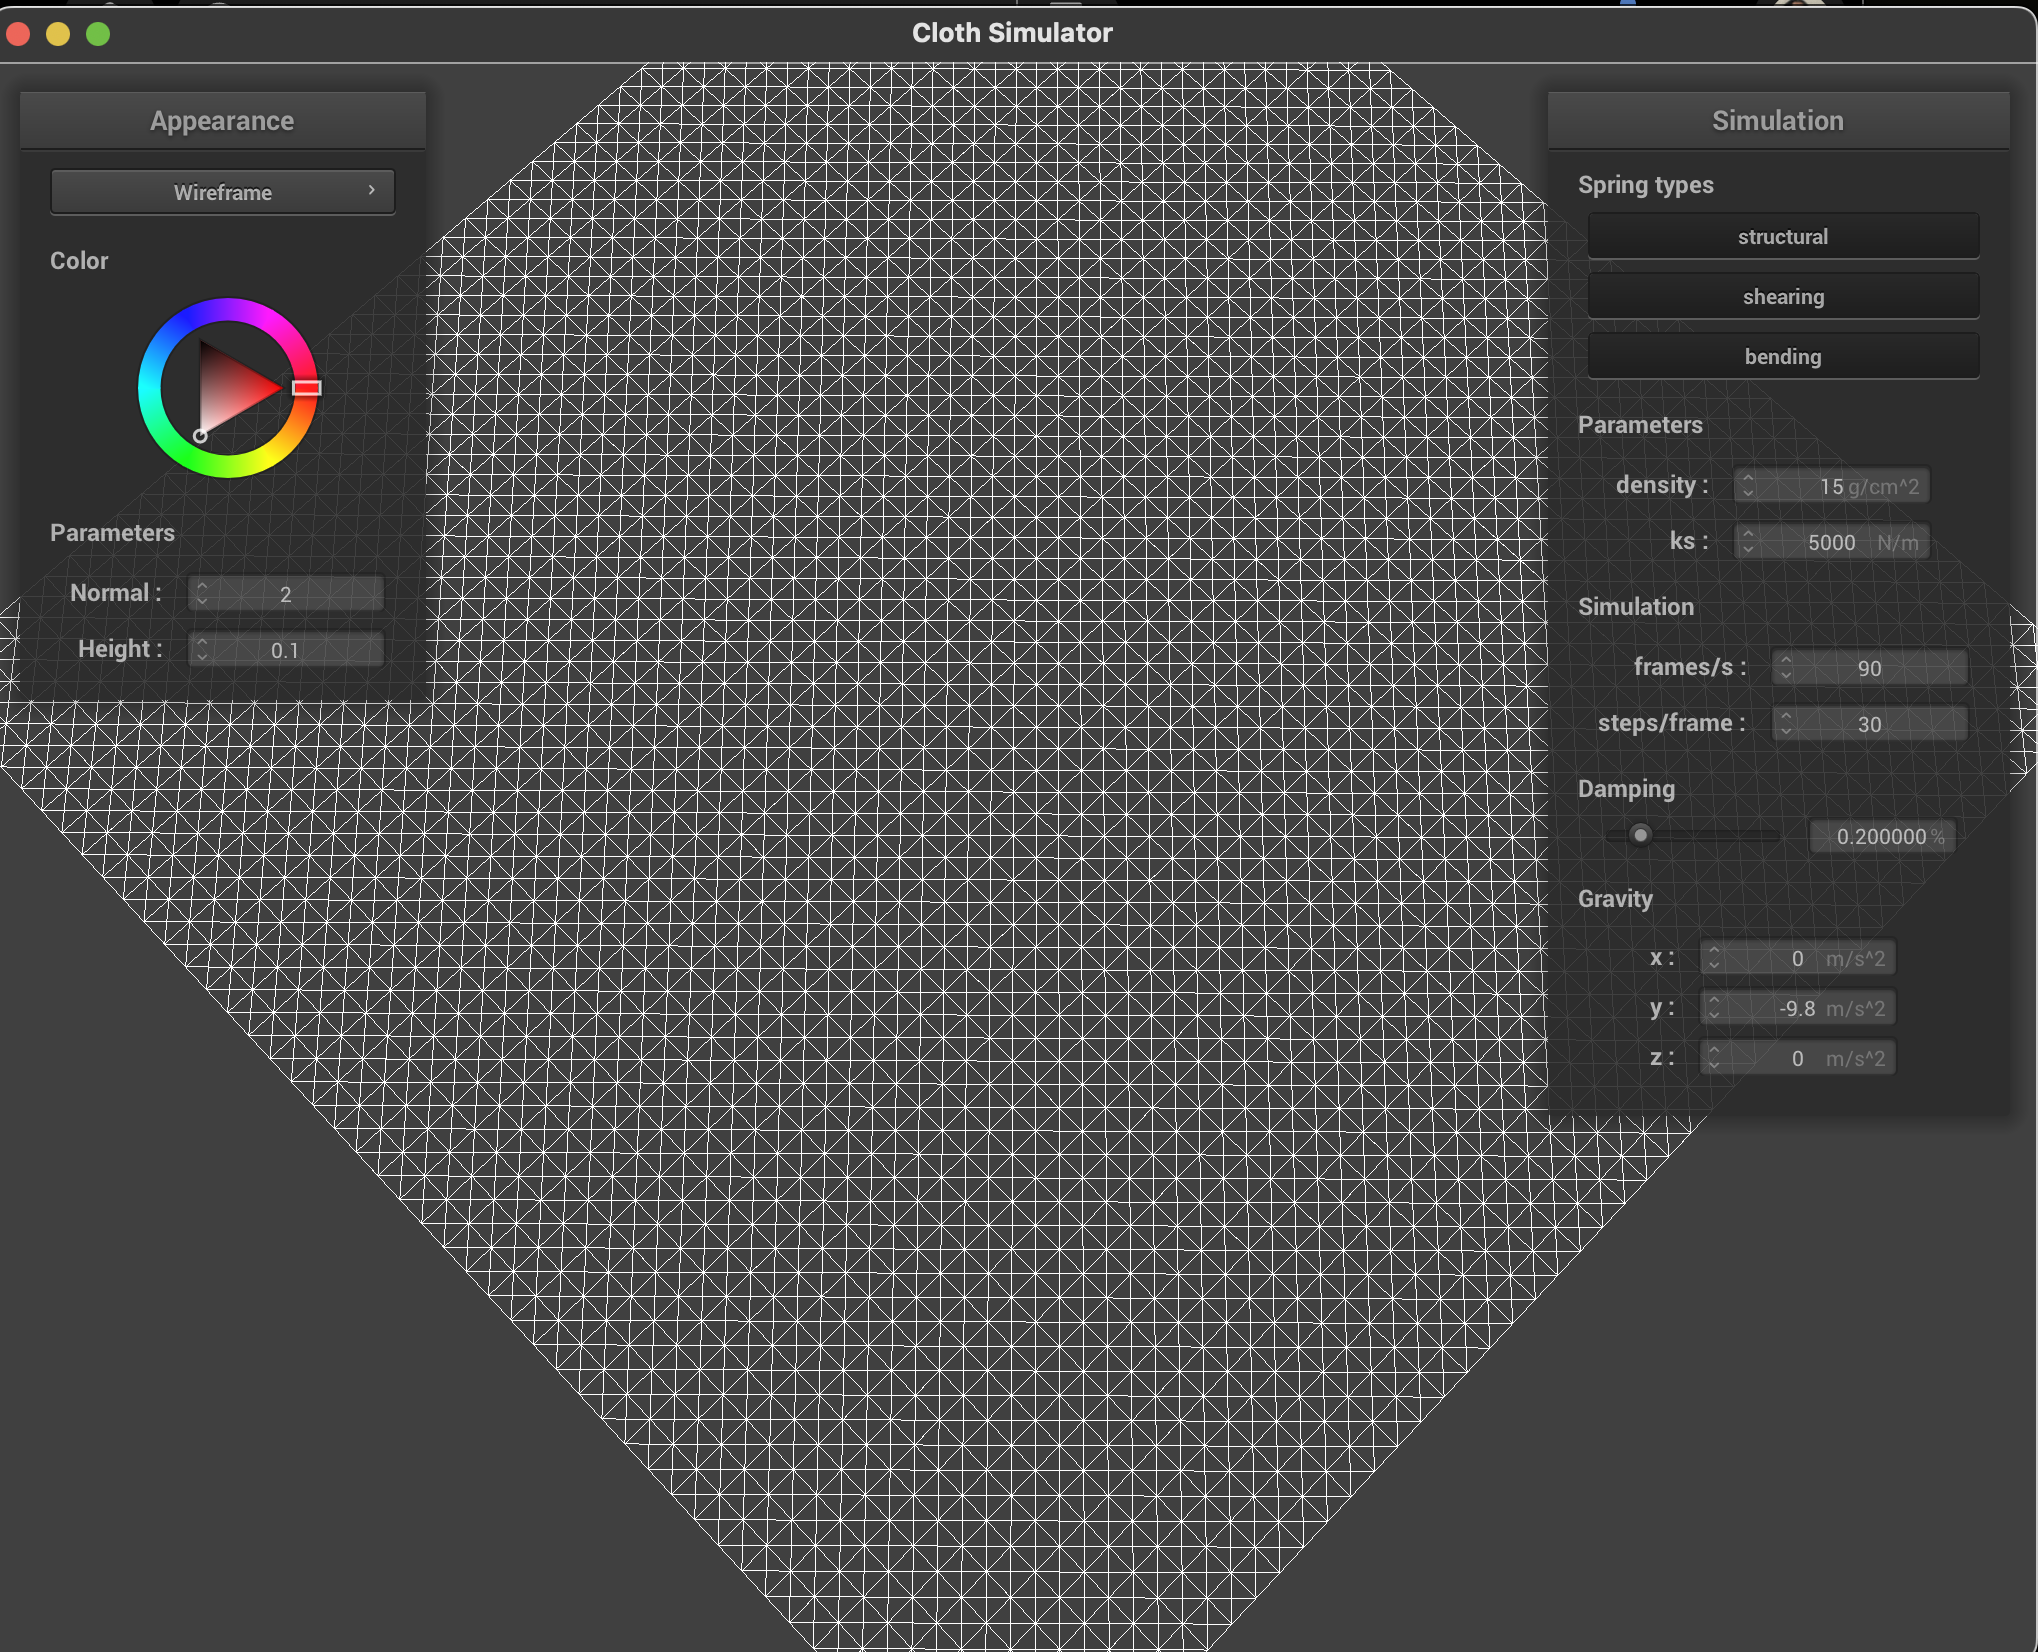 Cloth Simulator
Appearance
Wireframe
Color
Parameters
Normal : 2
Height : 0.1
Simulation
Spring types
structural
shearing
bending
Parameters
density : 15 g/cm^2
ks : 5000 N/m
Simulation
frames/s : 90
steps/frame : 30
Damping
0.200000 %
Gravity
x : 0 m/s^2
y : -9.8 m/s^2
z : 0 m/s^2